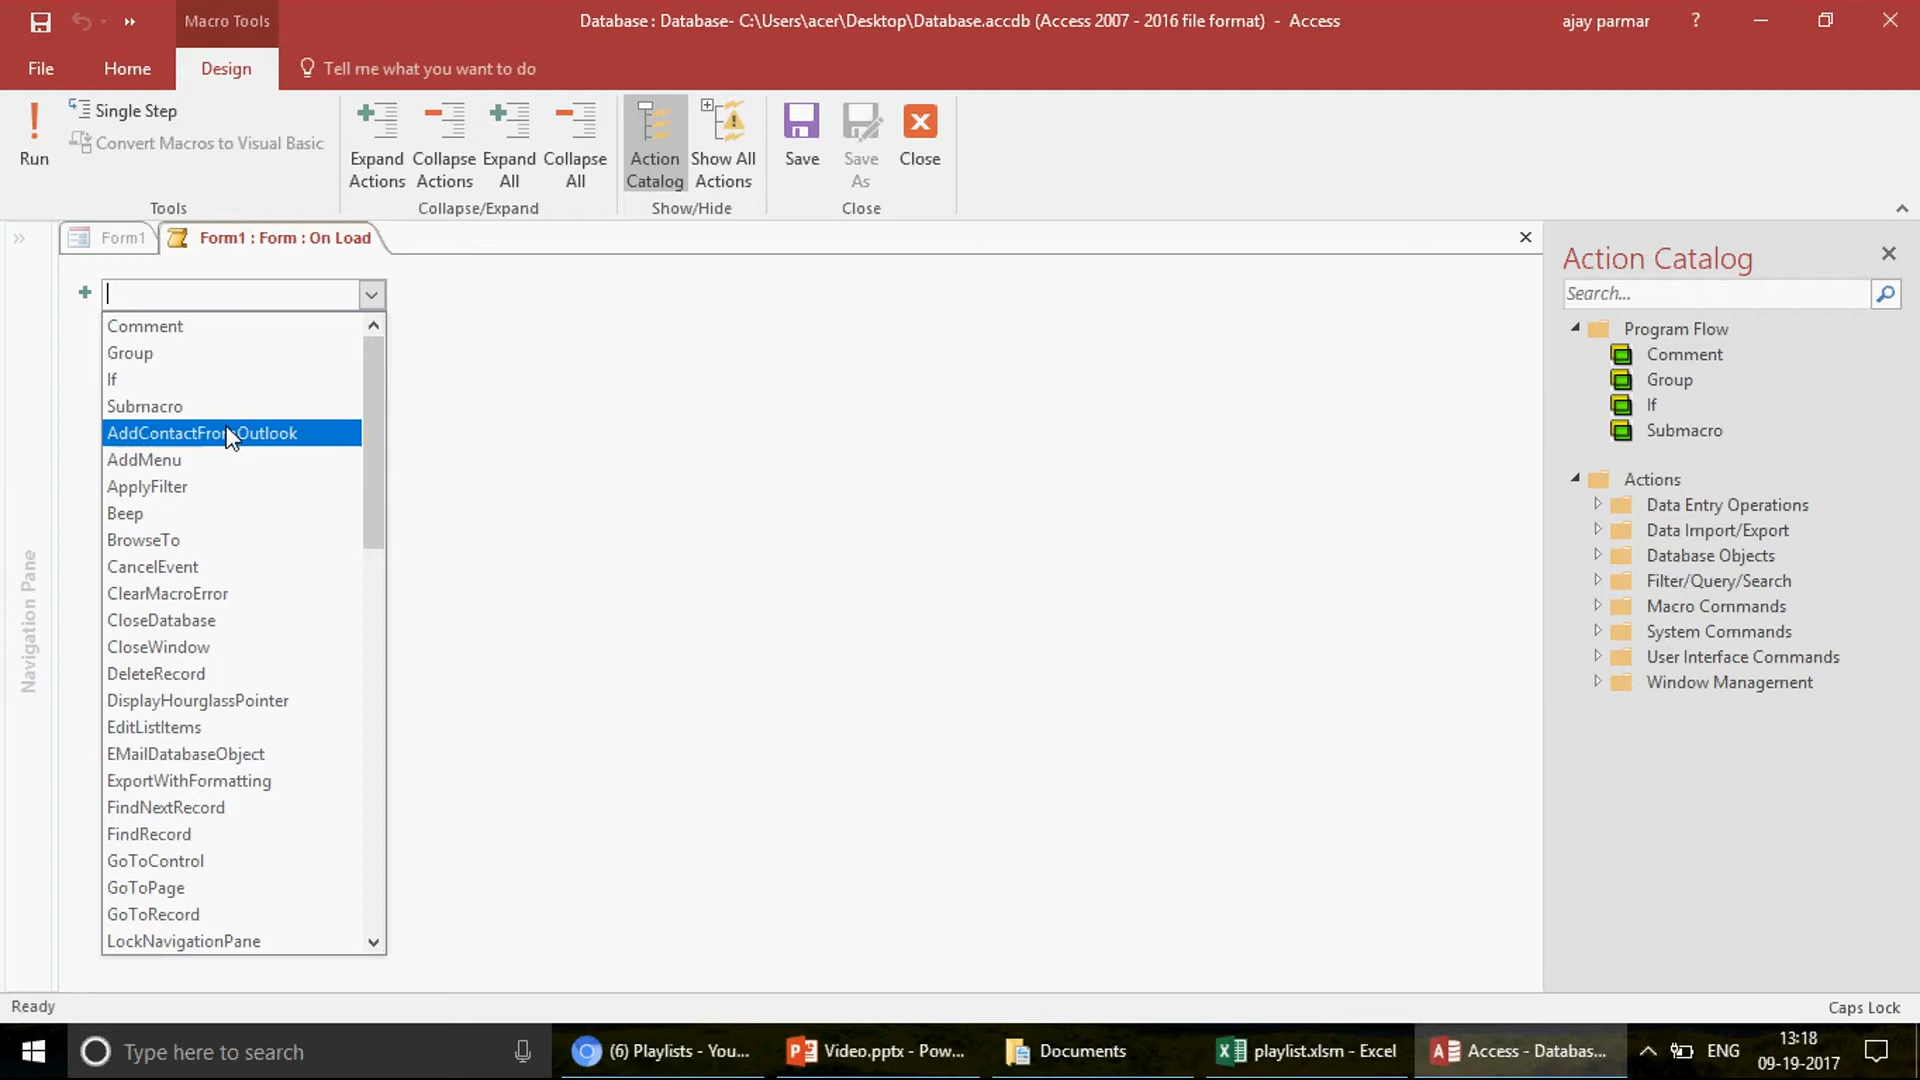 Macro Tools
Database : Database- C:\Users\acer\Desktop\Database.accdb (Access 2007 - 2016 file format) - Access
ajay parmar
?
File
Home
Design
Tell me what you want to do
Run
Single Step
Convert Macros to Visual Basic
Expand Actions
Collapse Actions
Expand All
Collapse All
Action Catalog
Show All Actions
Save
Save As
Close
Tools
Collapse/Expand
Show/Hide
Close
Form1
Form1 : Form : On Load
Navigation Pane
Comment
Group
If
Submacro
AddContactFromOutlook
AddMenu
ApplyFilter
Beep
BrowseTo
CancelEvent
ClearMacroError
CloseDatabase
CloseWindow
DeleteRecord
DisplayHourglassPointer
EditListItems
EMailDatabaseObject
ExportWithFormatting
FindNextRecord
FindRecord
GoToControl
GoToPage
GoToRecord
LockNavigationPane
Action Catalog
Search...
Program Flow
Comment
Group
If
Submacro
Actions
Data Entry Operations
Data Import/Export
Database Objects
Filter/Query/Search
Macro Commands
System Commands
User Interface Commands
Window Management
Ready
Caps Lock
Type here to search
(6) Playlists - You...
Video.pptx - Pow...
Documents
playlist.xlsm - Excel
Access - Databas...
ENG
13:18
09-19-2017